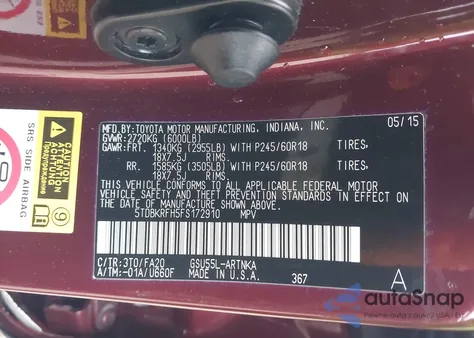 MFD. BY: TOYOTA MOTOR MANUFACTURING, INDIANA, INC. 05/15
GVWR: 2720KG (6000LB)
GAWR: FRT. 1340KG (2955LB) WITH P245/60R18 TIRES,
18X7.5J RIMS.
RR. 1585KG (3505LB) WITH P245/60R18 TIRES,
18X7.5J RIMS.
THIS VEHICLE CONFORMS TO ALL APPLICABLE FEDERAL MOTOR
VEHICLE SAFETY, AND THEFT PREVENTION STANDARDS IN EFFECT
ON THE DATE OF MANUFACTURE SHOWN ABOVE.
5TDBKRFH5FS172910 MPV
C/TR: 3T0/FA20 GSU55L-ARTNKA
A/TM: -01A/U660F MADE IN U.S.A. 367 A
SRS SIDE AIRBAG
autoSnap